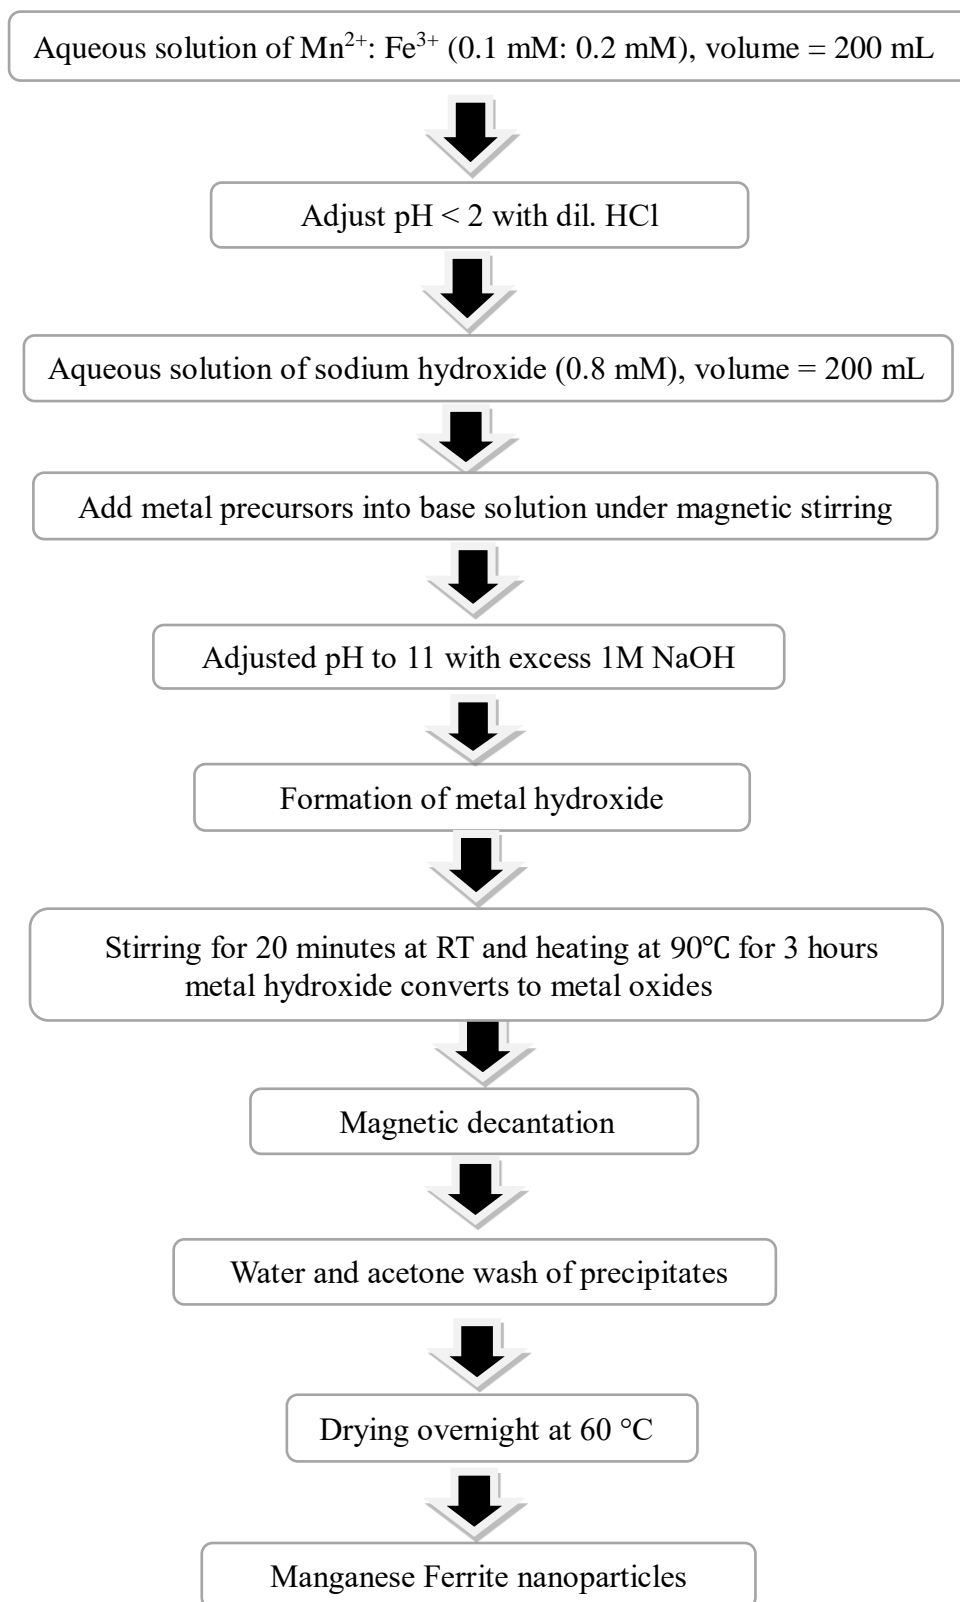 Aqueous solution of Mn²⁺: Fe³⁺ (0.1 mM: 0.2 mM), volume = 200 mL
Adjust pH < 2 with dil. HCl
Aqueous solution of sodium hydroxide (0.8 mM), volume = 200 mL
Add metal precursors into base solution under magnetic stirring
Adjusted pH to 11 with excess 1M NaOH
Formation of metal hydroxide
Stirring for 20 minutes at RT and heating at 90℃ for 3 hours
metal hydroxide converts to metal oxides
Magnetic decantation
Water and acetone wash of precipitates
Drying overnight at 60 °C
Manganese Ferrite nanoparticles